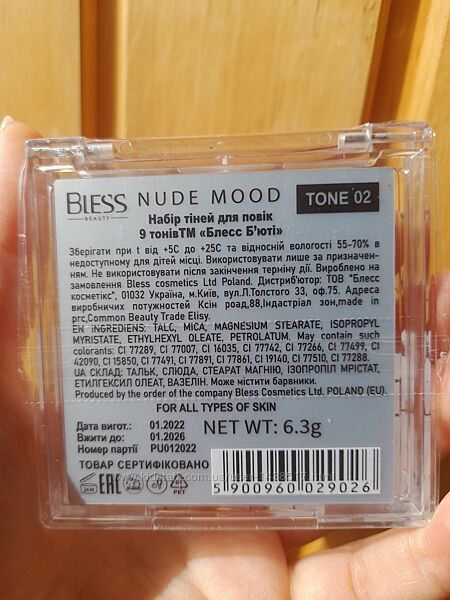 BLESS NUDE MOOD TONE 02
BEAUTY
Набір тіней для повік
9 тонівТМ «Блесс Б'юті»
Зберігати при t від +5С до +25С та відносній вологості 55-70% в
недоступному для дітей місці. Використовувати лише за призначен-
ням. Не використовувати після закінчення терміну дії. Вироблено на
замовлення Bless cosmetics Ltd Poland. Дистриб'ютор: ТОВ "Блесс
косметікс", 01032 Україна, м.Київ, вул.Л.Толстого 33, оф.75. Адреса
виробничих потужностей Ксін роад,88,Індастріал зон,made in
prc,Common Beauty Trade Elisy.
EN INGREDIENS: TALC, MICA, MAGNESIUM STEARATE, ISOPROPYL
MYRISTATE, ETHYLHEXYL OLEATE, PETROLATUM. May contain such
colorants: CI 77289, CI 77007, CI 16035, CI 77742, CI 77266, CI 77499, CI
42090, CI 15850, CI 77491, CI 77891, CI 77861, CI 19140, CI 77510, CI 77288.
UA СКЛАД: ТАЛЬК, СЛЮДА, СТЕАРАТ МАГНІЮ, ІЗОПРОПІЛ МІРІСТАТ,
ЕТИЛГЕКСИЛ ОЛЕАТ, ВАЗЕЛІН. Може містити барвники.
Produced by the order of the company Bless Cosmetics Ltd. POLAND (EU).
FOR ALL TYPES OF SKIN
Дата вигот.: 01.2022
Вжити до: 01.2026
Номер партії PU012022
NET WT: 6.3g
ТОВАР СЕРТИФІКОВАНО
EAC
PET
5 900960 029026